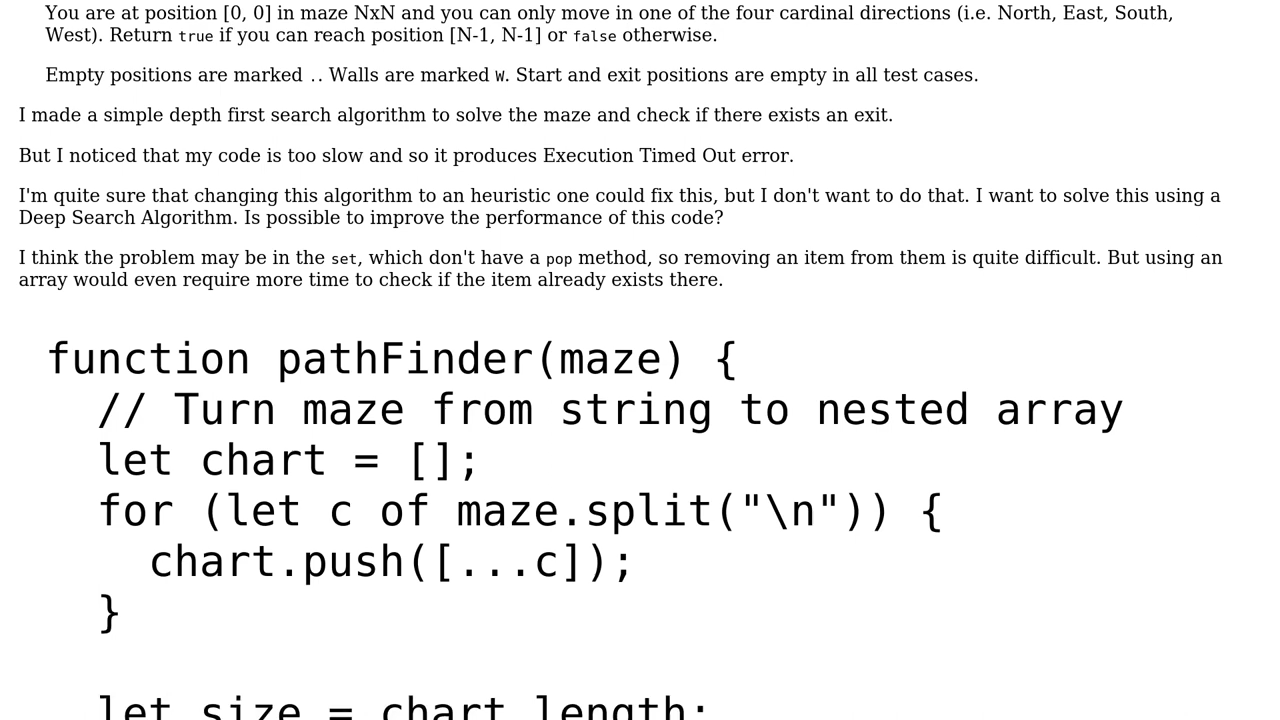 You are at position [0, 0] in maze NxN and you can only move in one of the four cardinal directions (i.e. North, East, South,
West). Return true if you can reach position [N-1, N-1] or false otherwise.
Empty positions are marked .. Walls are marked W. Start and exit positions are empty in all test cases.
I made a simple depth first search algorithm to solve the maze and check if there exists an exit.
But I noticed that my code is too slow and so it produces Execution Timed Out error.
I'm quite sure that changing this algorithm to an heuristic one could fix this, but I don't want to do that. I want to solve this using a
Deep Search Algorithm. Is possible to improve the performance of this code?
I think the problem may be in the set, which don't have a pop method, so removing an item from them is quite difficult. But using an
array would even require more time to check if the item already exists there.
function pathFinder(maze) {
  // Turn maze from string to nested array
  let chart = [];
  for (let c of maze.split("\n")) {
    chart.push([...c]);
  }
  let size = chart.length;